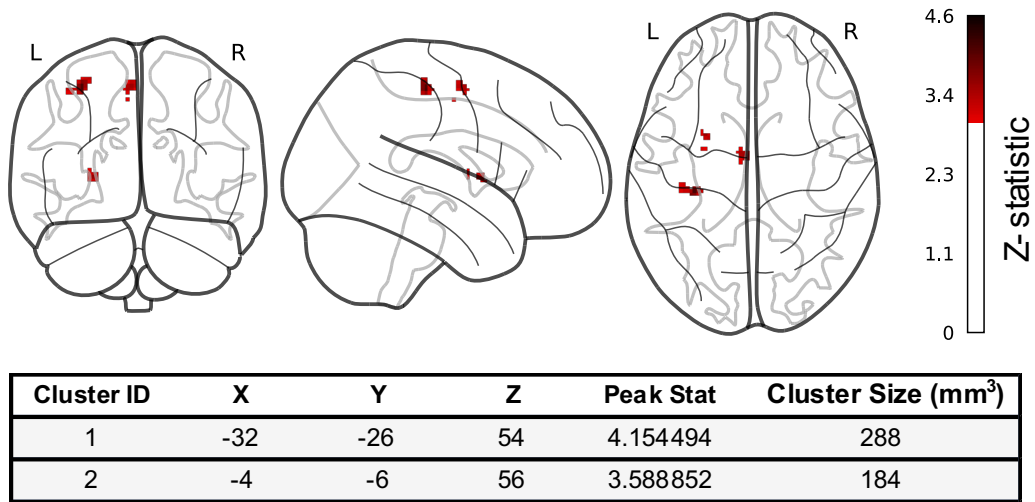 L
R
L
R
4.6
3.4
2.3
1.1
0
Z- statistic
Cluster ID X Y Z Peak Stat Cluster Size (mm³)
1 -32 -26 54 4.154494 288
2 -4 -6 56 3.588852 184